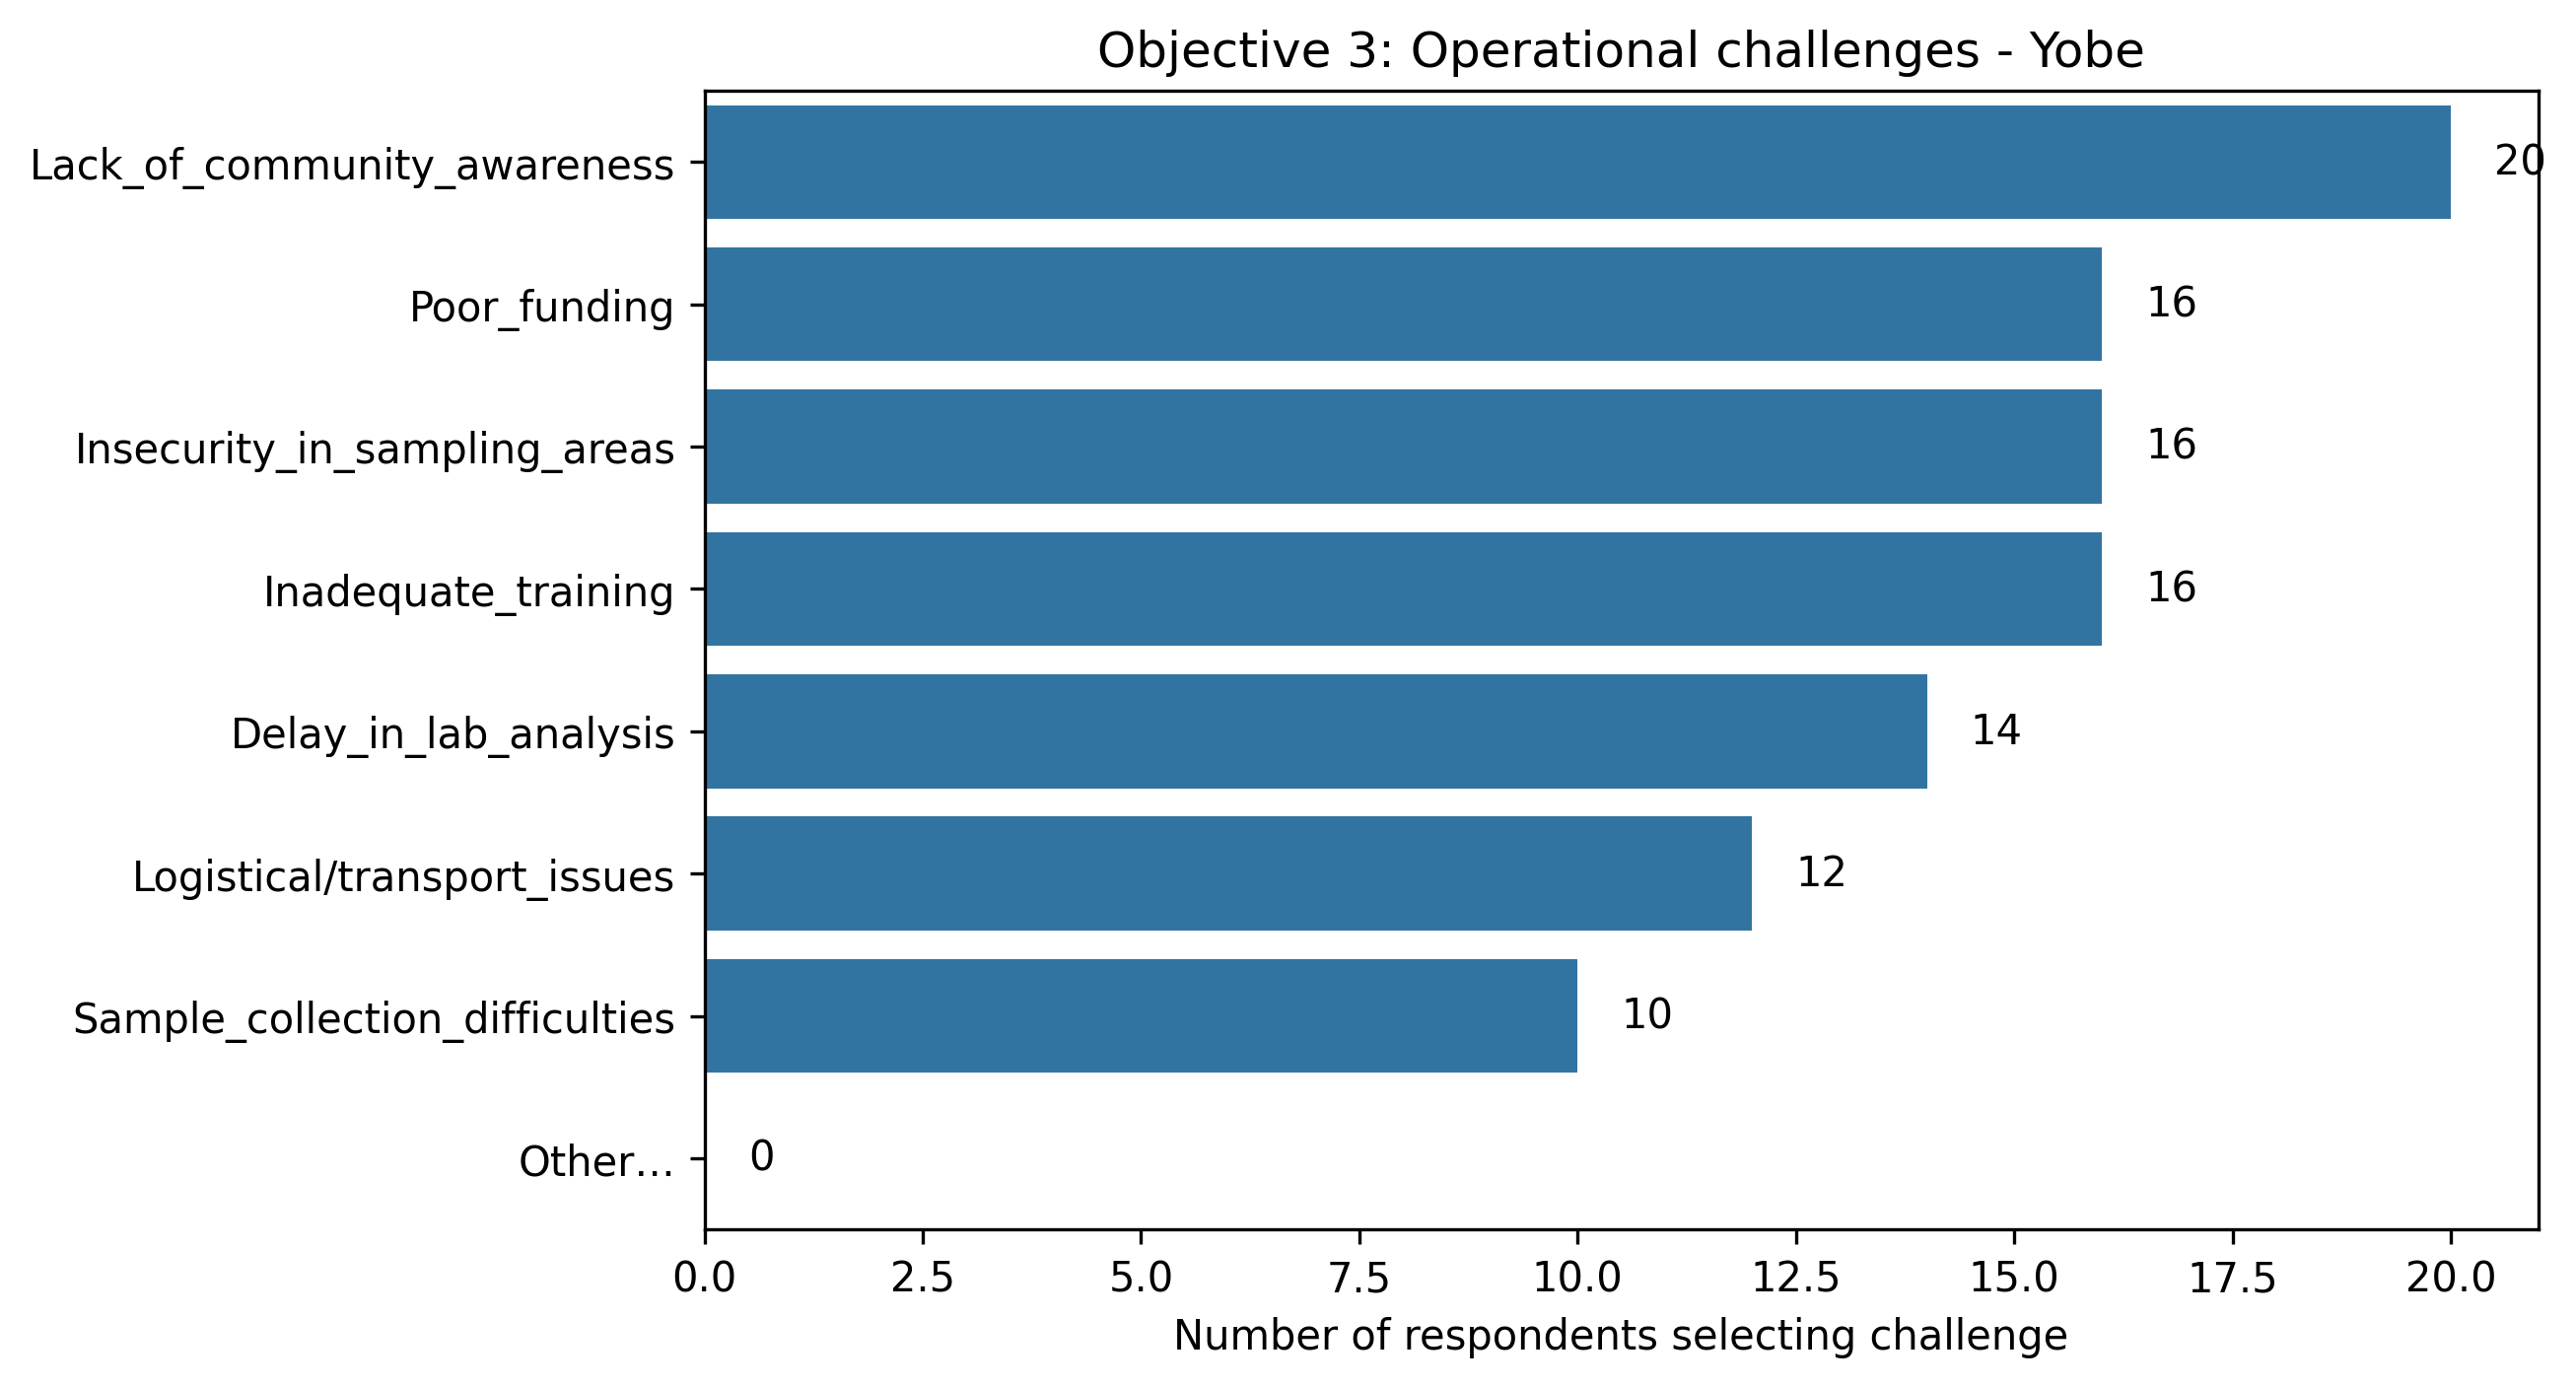 Objective 3: Operational challenges - Yobe
Lack_of_community_awareness 20
Poor_funding 16
Insecurity_in_sampling_areas 16
Inadequate_training 16
Delay_in_lab_analysis 14
Logistical/transport_issues 12
Sample_collection_difficulties 10
Other... 0
0.0 2.5 5.0 7.5 10.0 12.5 15.0 17.5 20.0
Number of respondents selecting challenge